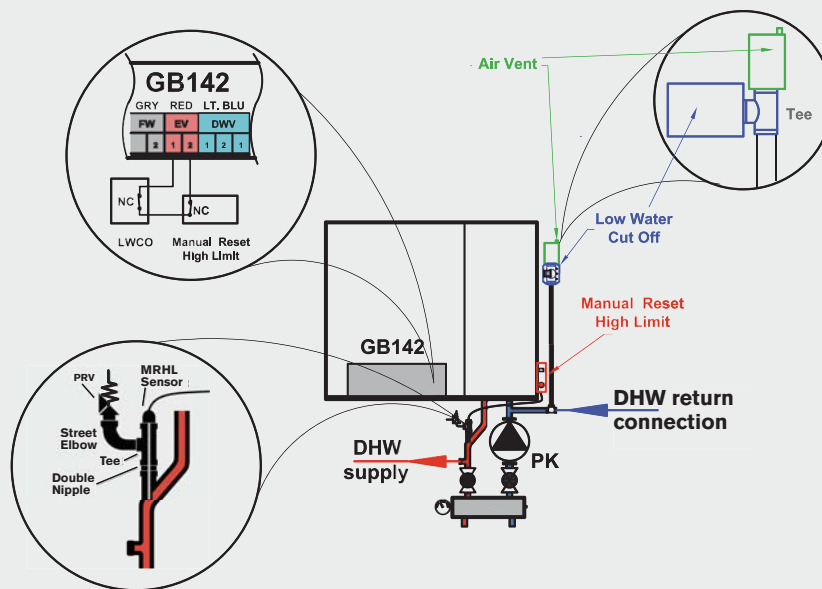 GB142
GRY RED LT. BLU
FW EV DWV
2 1 2 1 2 1
NC
NC
LWCO
Manual Reset
High Limit
Air Vent
Tee
Low Water
Cut Off
Manual Reset
High Limit
GB142
DHW return
connection
PK
DHW
supply
MRHL
Sensor
PRV
Street
Elbow
Tee
Double
Nipple